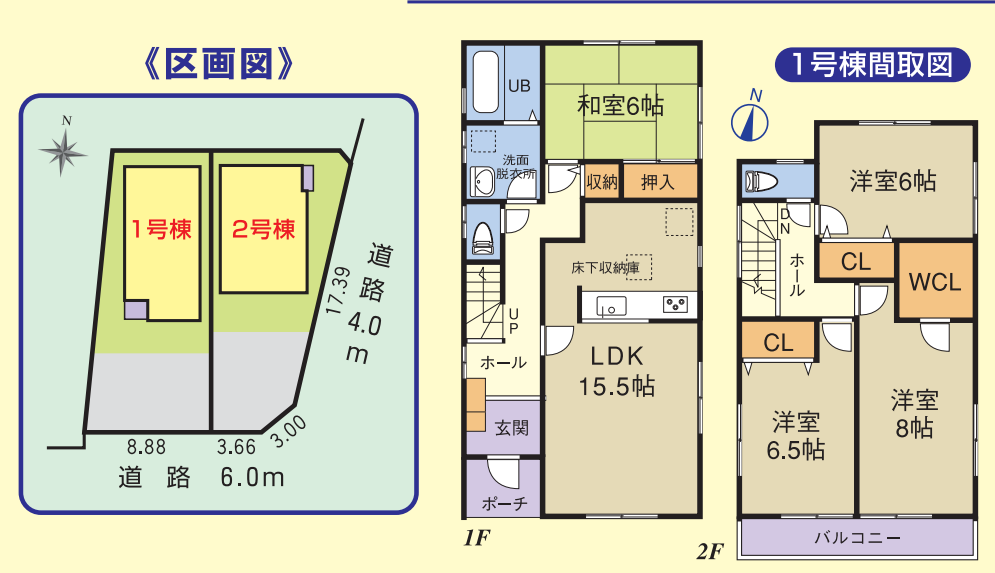 《区画図》
N
1号棟
2号棟
道路4.0m
17.39
8.88
3.66
3.00
道 路 6.0m
1号棟間取図
N
UB
和室6帖
洗面
脱衣所
収納
押入
床下収納庫
UP
ホール
LDK
15.5帖
玄関
ポーチ
1F
洋室6帖
DN
ホール
CL
WCL
CL
洋室
6.5帖
洋室
8帖
バルコニー
2F